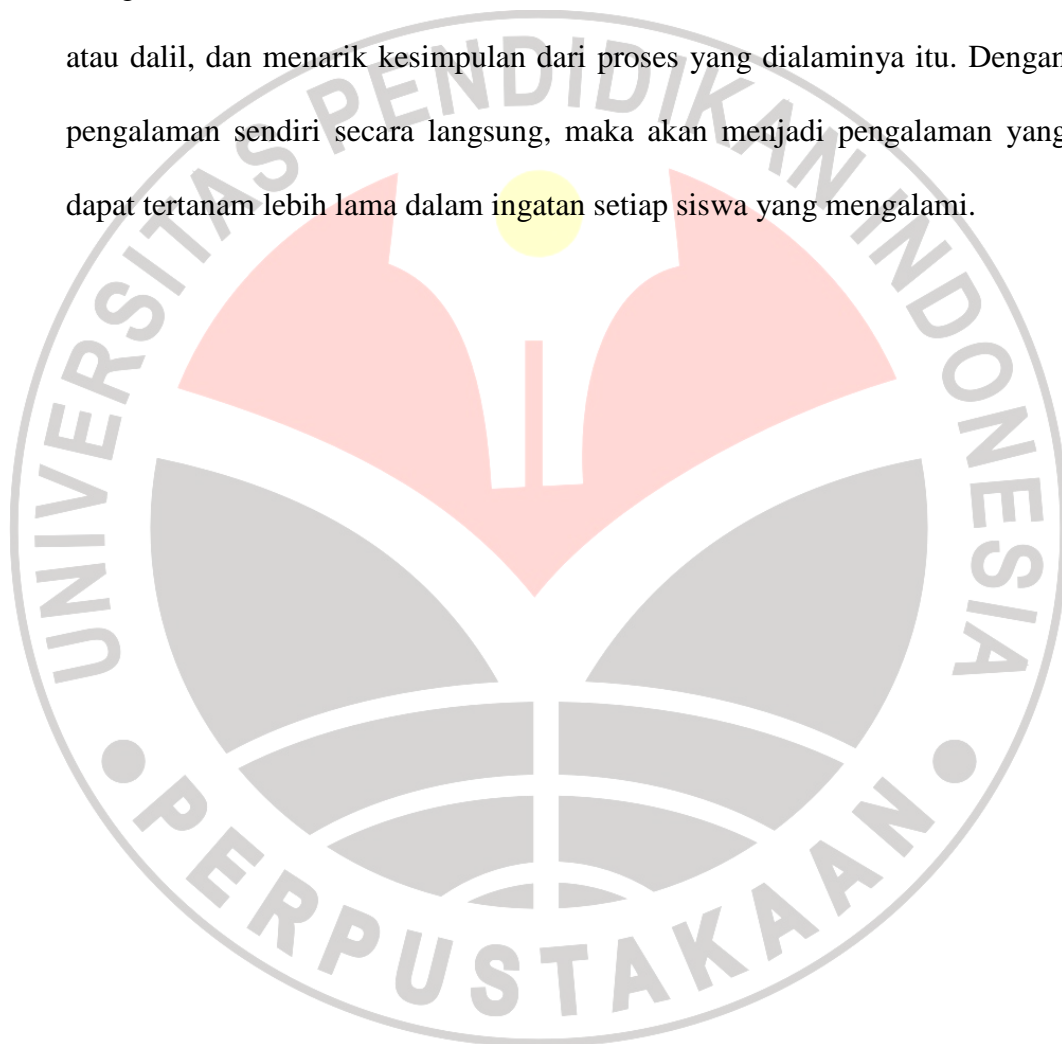 atau dalil, dan menarik kesimpulan dari proses yang dialaminya itu. Dengan
pengalaman sendiri secara langsung, maka akan menjadi pengalaman yang
dapat tertanam lebih lama dalam ingatan setiap siswa yang mengalami.
UNIVERSITAS PENDIDIKAN INDONESIA
PERPUSTAKAAN